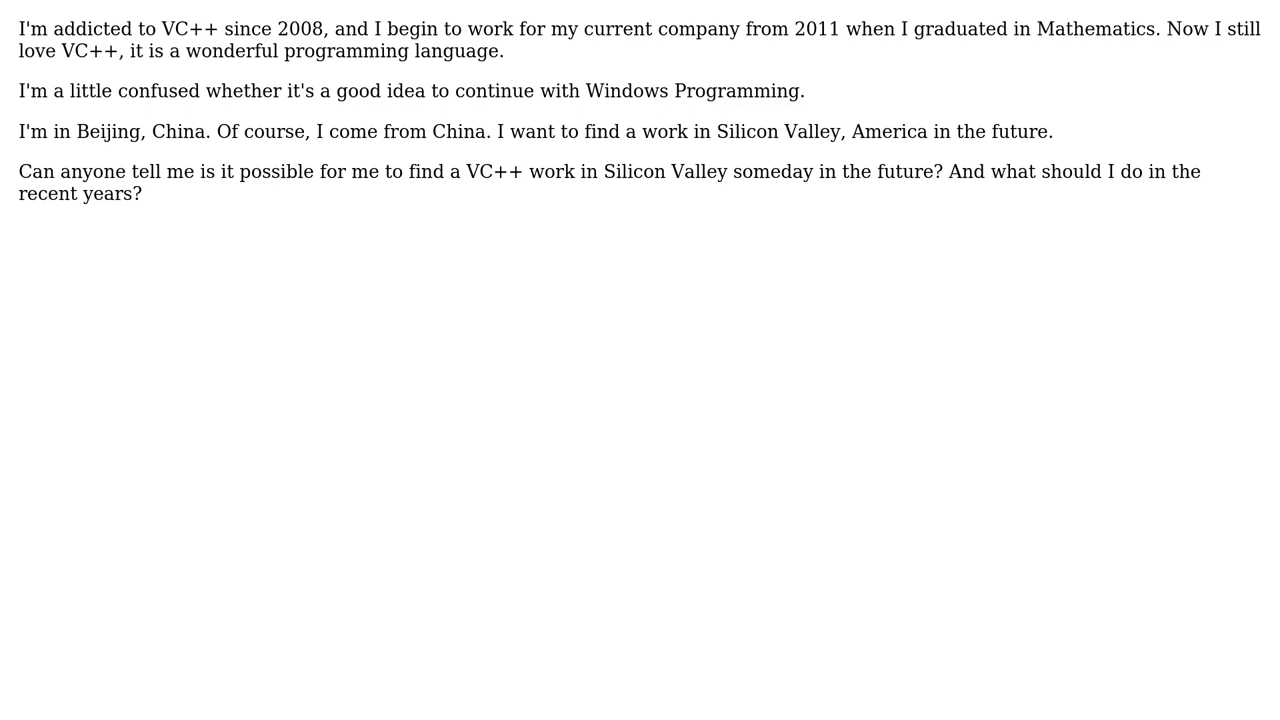 I'm addicted to VC++ since 2008, and I begin to work for my current company from 2011 when I graduated in Mathematics. Now I still
love VC++, it is a wonderful programming language.
I'm a little confused whether it's a good idea to continue with Windows Programming.
I'm in Beijing, China. Of course, I come from China. I want to find a work in Silicon Valley, America in the future.
Can anyone tell me is it possible for me to find a VC++ work in Silicon Valley someday in the future? And what should I do in the
recent years?